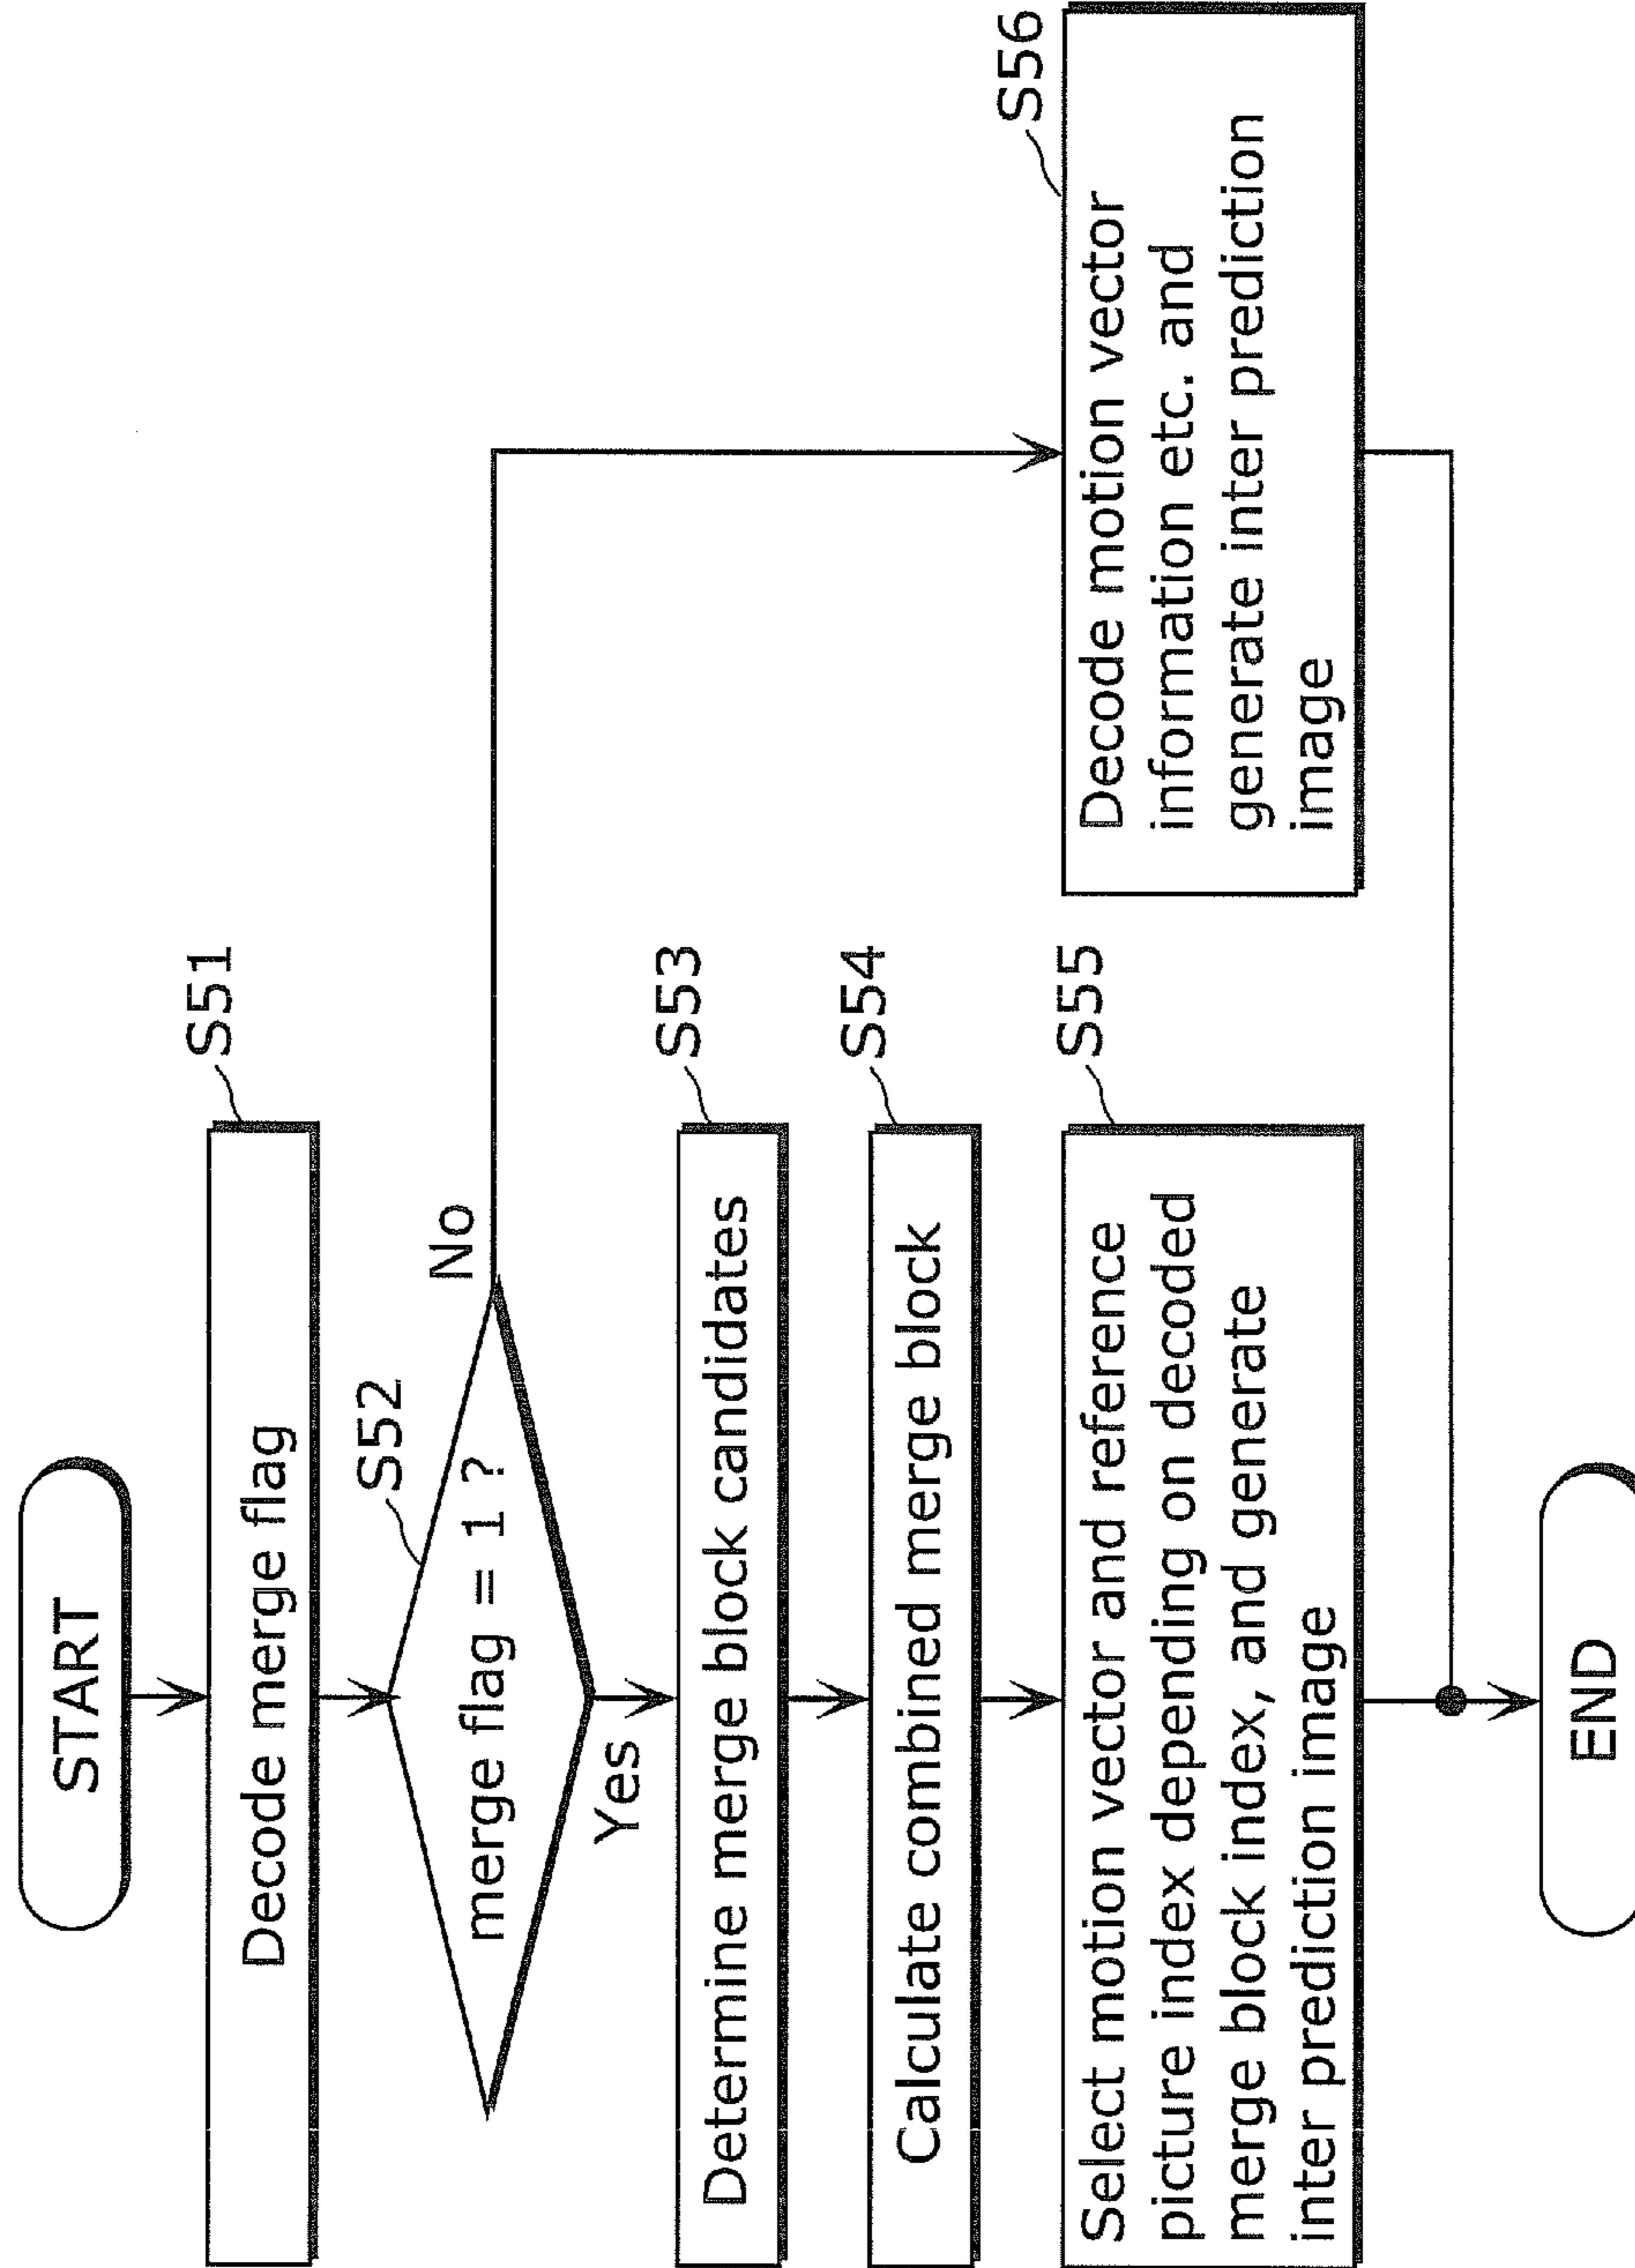 START
S51
Decode merge flag
S52
merge flag = 1 ?
No
Yes
S53
Determine merge block candidates
S54
Calculate combined merge block
S55
Select motion vector and reference
picture index depending on decoded
merge block index, and generate
inter prediction image
S56
Decode motion vector
information etc. and
generate inter prediction
image
END